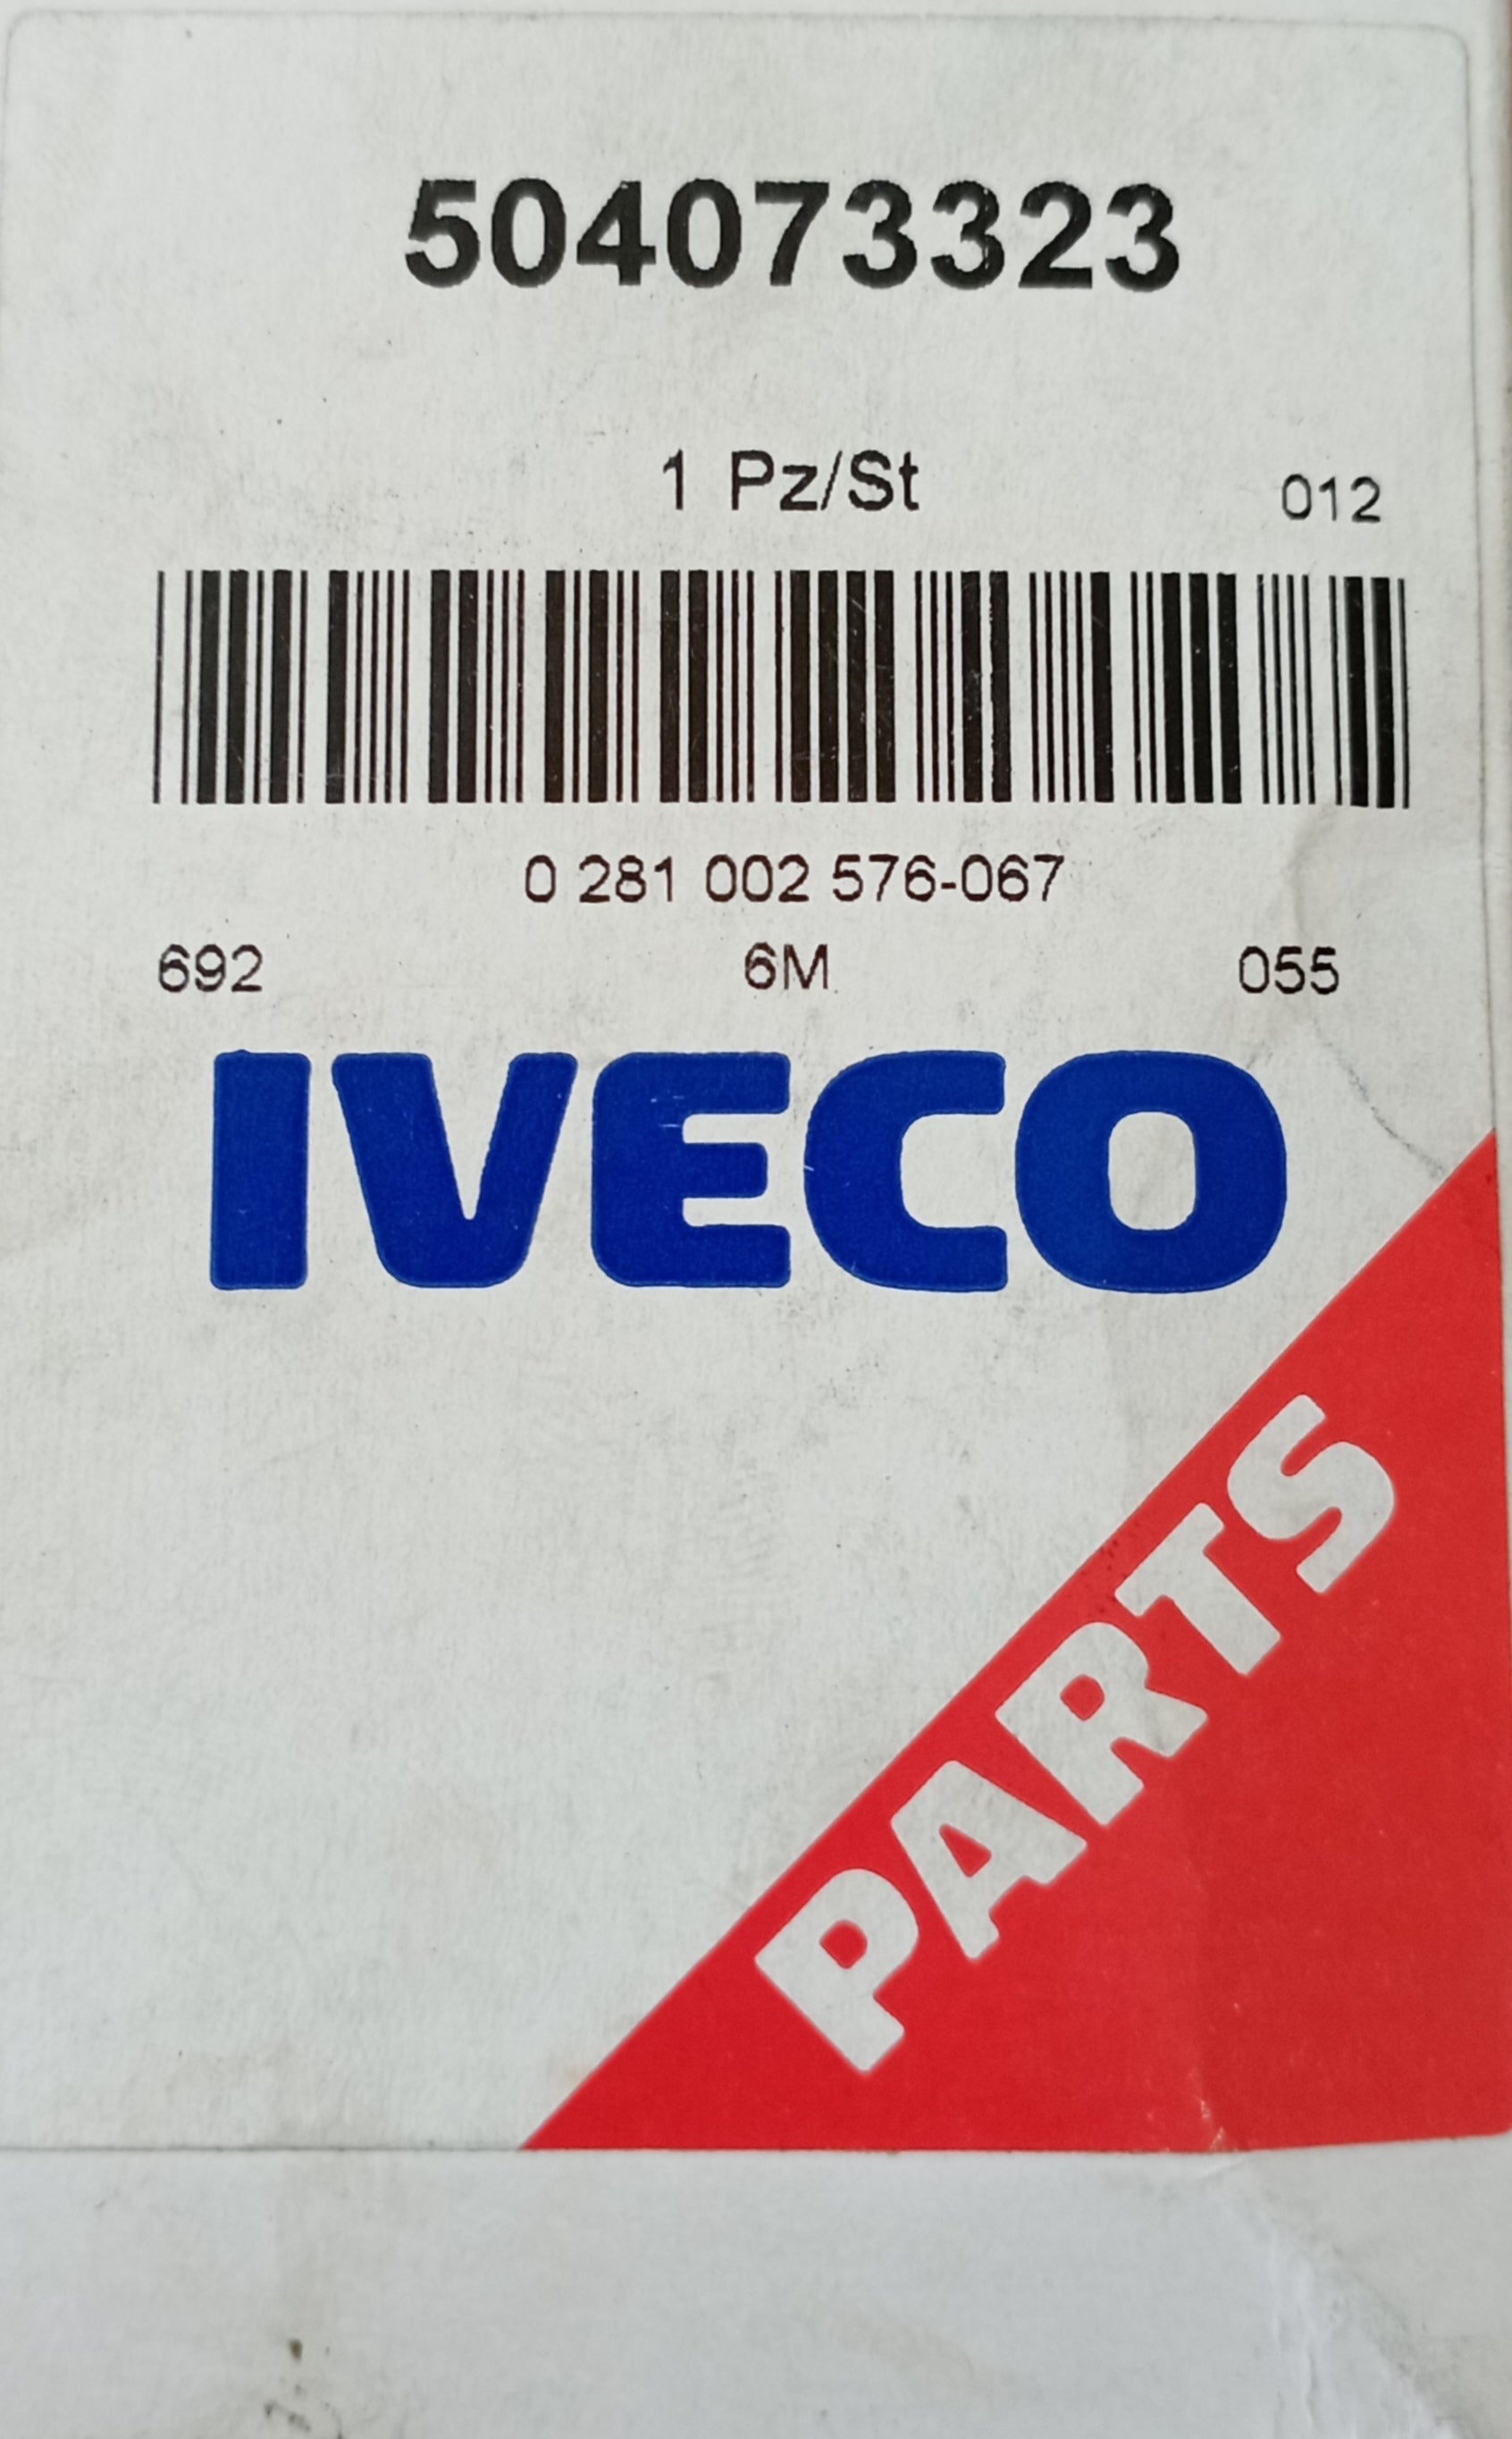 504073323
1 Pz/St 012
0 281 002 576-067
692 6M 055
IVECO
PARTS